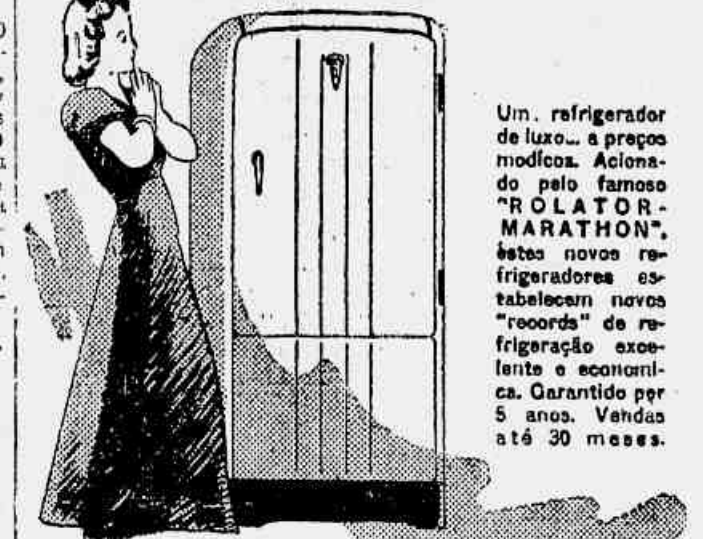 Um. refrigerador
de luxo... a preços
modicos. Aciona-
do pelo famoso
"ROLATOR-
MARATHON",
êstes novos re-
frigeradores es-
tabelecem novos
"records" de re-
frigeração exce-
lente e economi-
ca. Garantido por
5 anos. Vendas
até 30 meses.